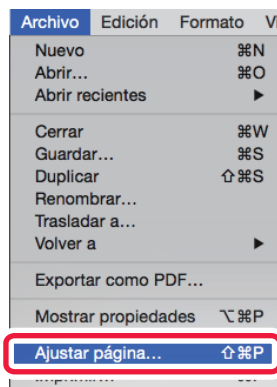 Archivo Edición Formato
Nuevo ⌘N
Abrir... ⌘O
Abrir recientes ▶
Cerrar ⌘W
Guardar... ⌘S
Duplicar ⇧⌘S
Renombrar...
Trasladar a...
Volver a ▶
Exportar como PDF...
Mostrar propiedades ⌥⌘P
Ajustar página... ⇧⌘P